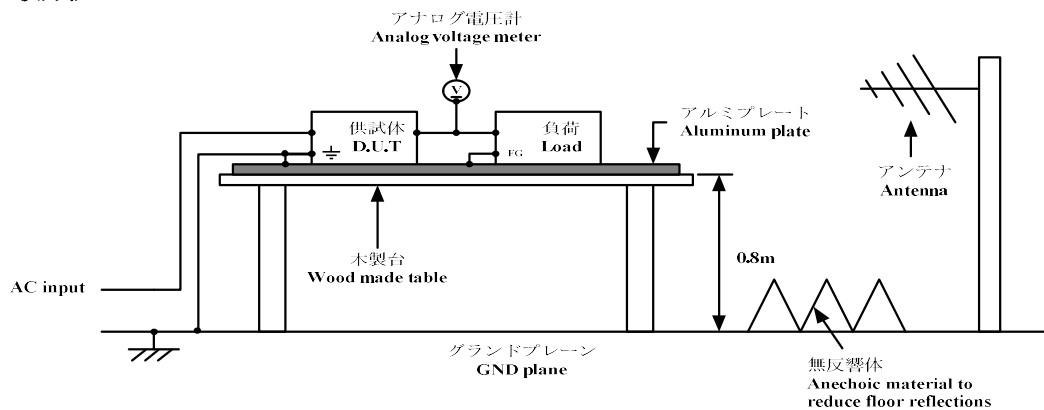 アナログ電圧計
Analog voltage meter
V
供試体
D.U.T
負荷
Load
FG
アルミプレート
Aluminum plate
アンテナ
Antenna
木製台
Wood made table
0.8m
AC input
グランドプレーン
GND plane
無反響体
Anechoic material to
reduce floor reflections